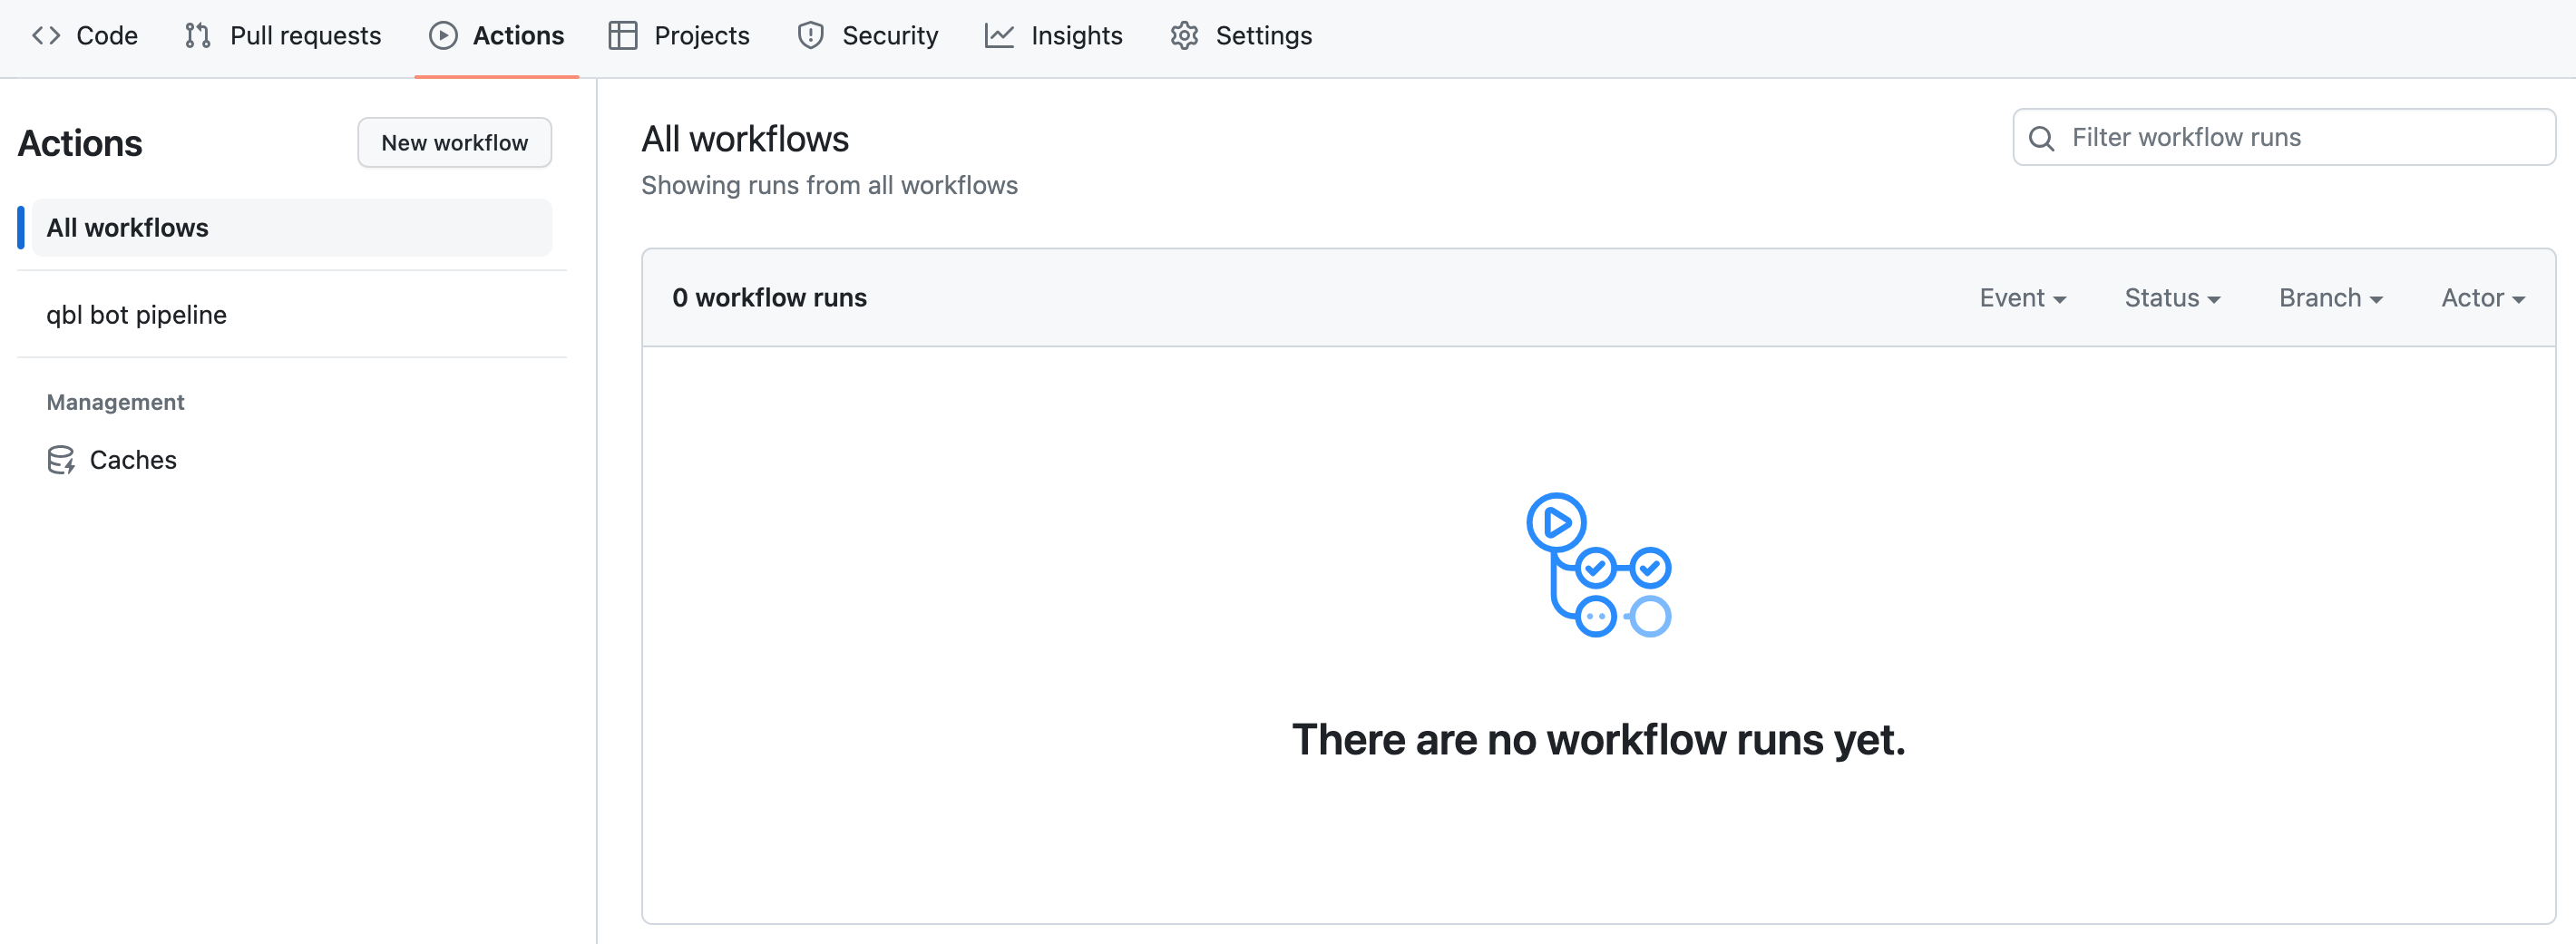 Code Pull requests Actions Projects Security Insights Settings
Actions
New workflow
All workflows
qbl bot pipeline
Management
Caches
All workflows
Showing runs from all workflows
Filter workflow runs
0 workflow runs
Event Status Branch Actor
There are no workflow runs yet.